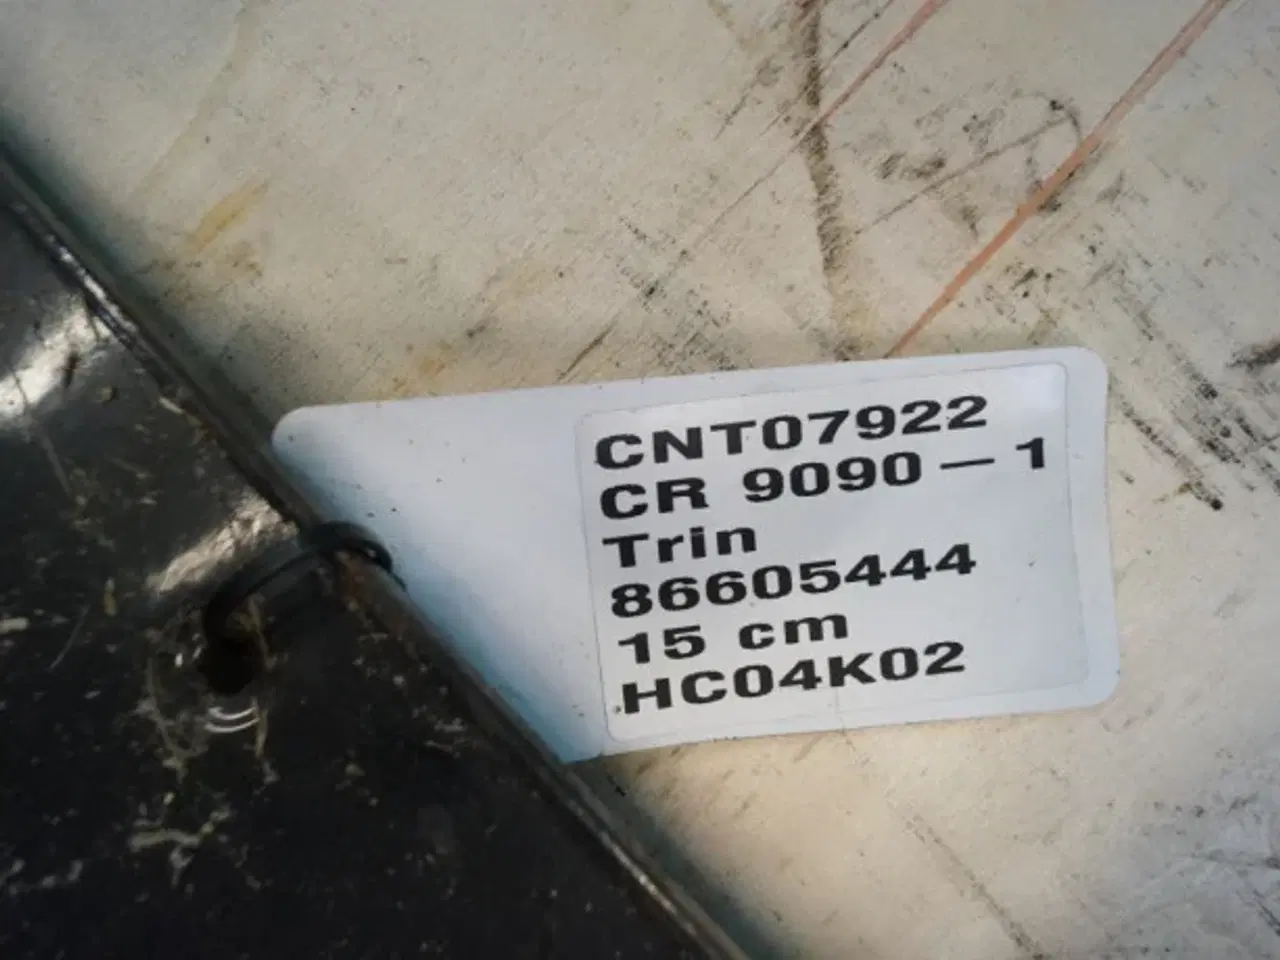 CNT07922
CR 9090 - 1
Trin
86605444
15 cm
HC04K02